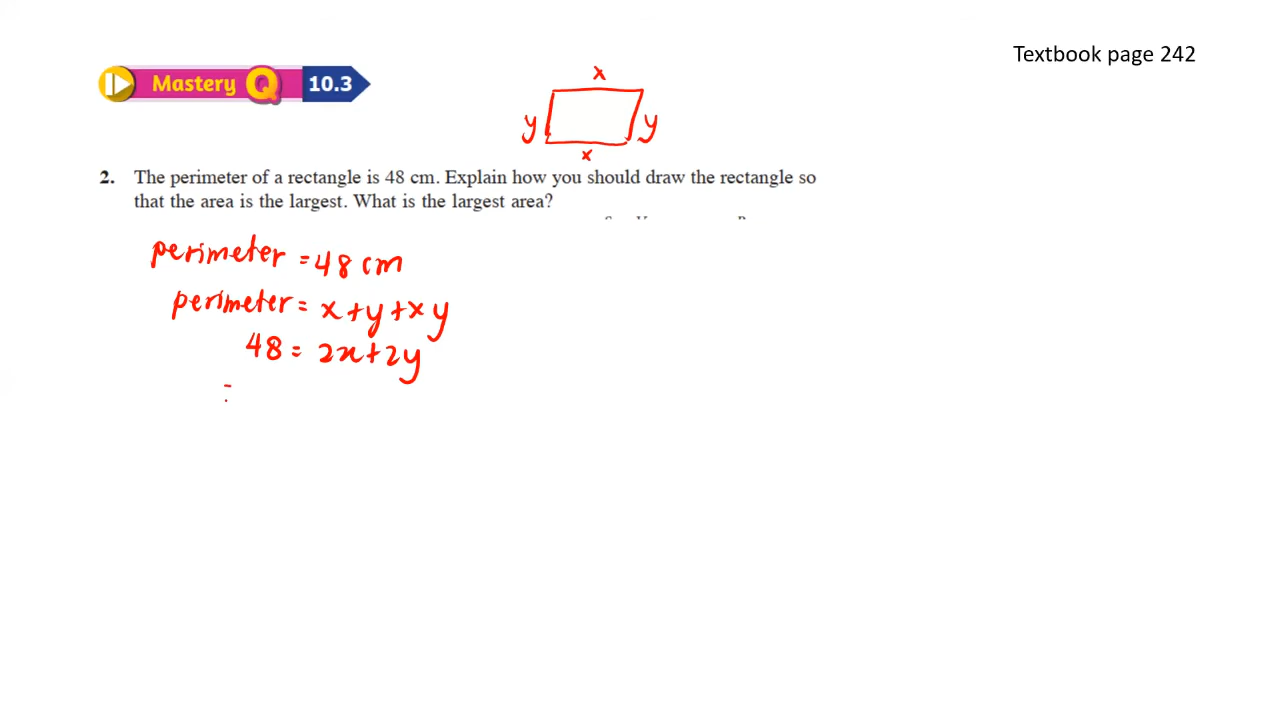 Textbook page 242
Mastery Q 10.3
x
y y
x
2. The perimeter of a rectangle is 48 cm. Explain how you should draw the rectangle so
that the area is the largest. What is the largest area?
perimeter = 48 cm
perimeter = x + y + x y
48 = 2x + 2y